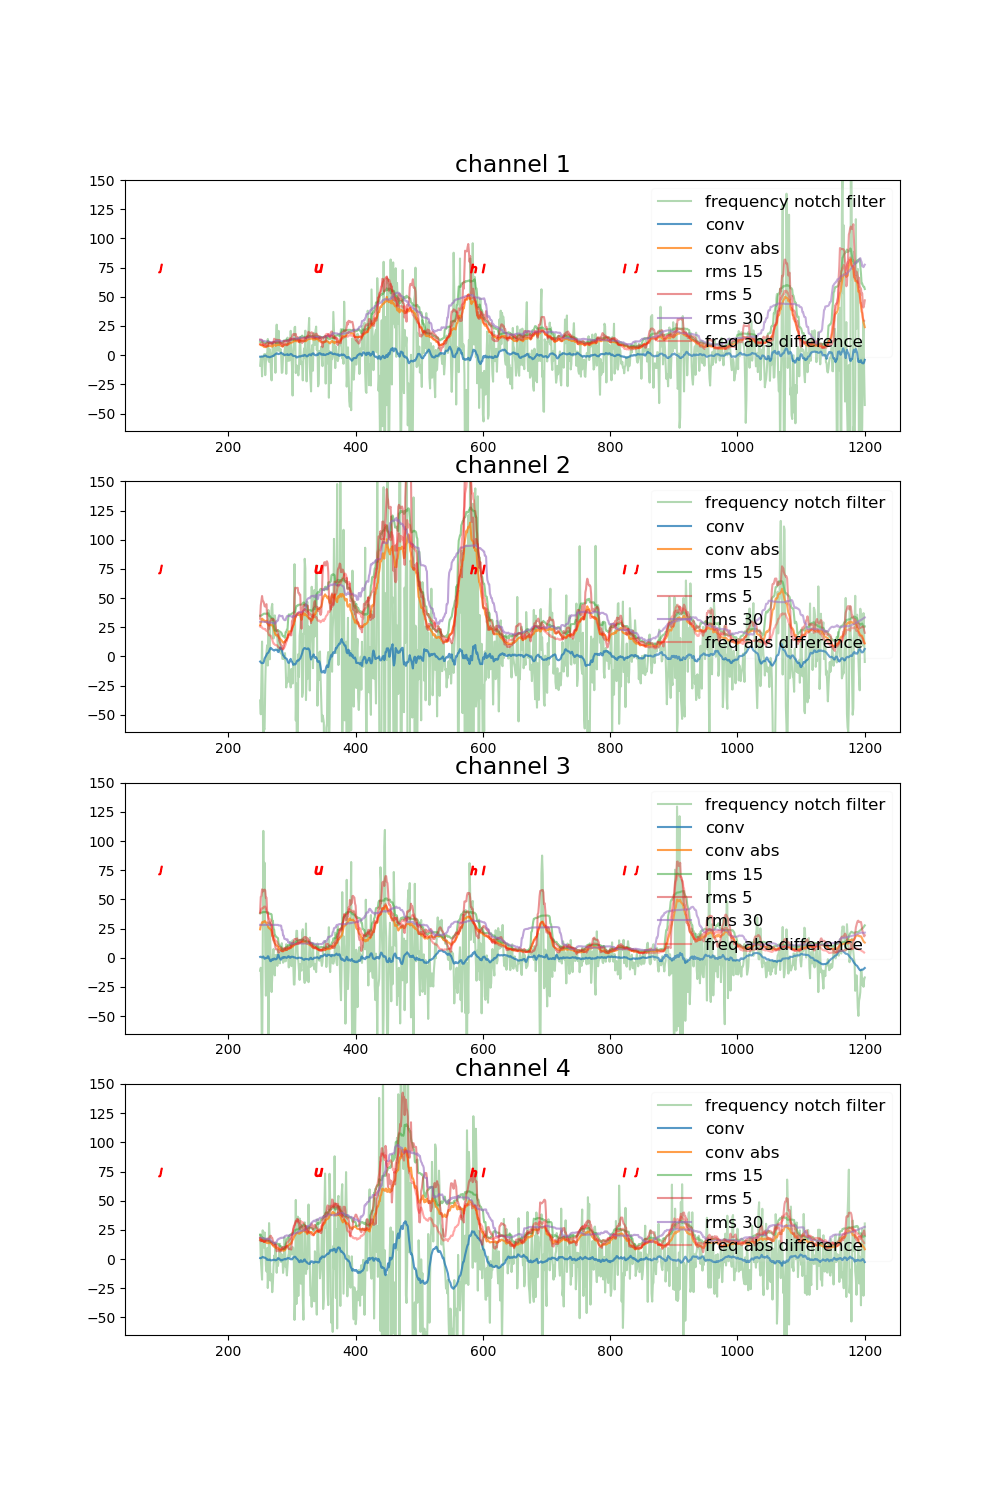 channel 1
150
125
100
75
50
25
0
−25
−50
J U h I I J
frequency notch filter
conv
conv abs
rms 15
rms 5
rms 30
freq abs difference
200 400 600 800 1000 1200
channel 2
150
125
100
75
50
25
0
−25
−50
J U h I I J
frequency notch filter
conv
conv abs
rms 15
rms 5
rms 30
freq abs difference
200 400 600 800 1000 1200
channel 3
150
125
100
75
50
25
0
−25
−50
J U h I I J
frequency notch filter
conv
conv abs
rms 15
rms 5
rms 30
freq abs difference
200 400 600 800 1000 1200
channel 4
150
125
100
75
50
25
0
−25
−50
J U h I I J
frequency notch filter
conv
conv abs
rms 15
rms 5
rms 30
freq abs difference
200 400 600 800 1000 1200